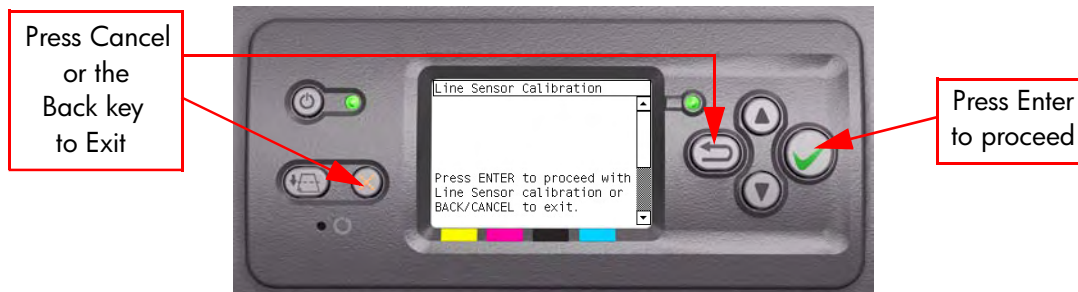 Press Cancel
or the
Back key
to Exit
Line Sensor Calibration
Press ENTER to proceed with
Line Sensor calibration or
BACK/CANCEL to exit.
Press Enter
to proceed